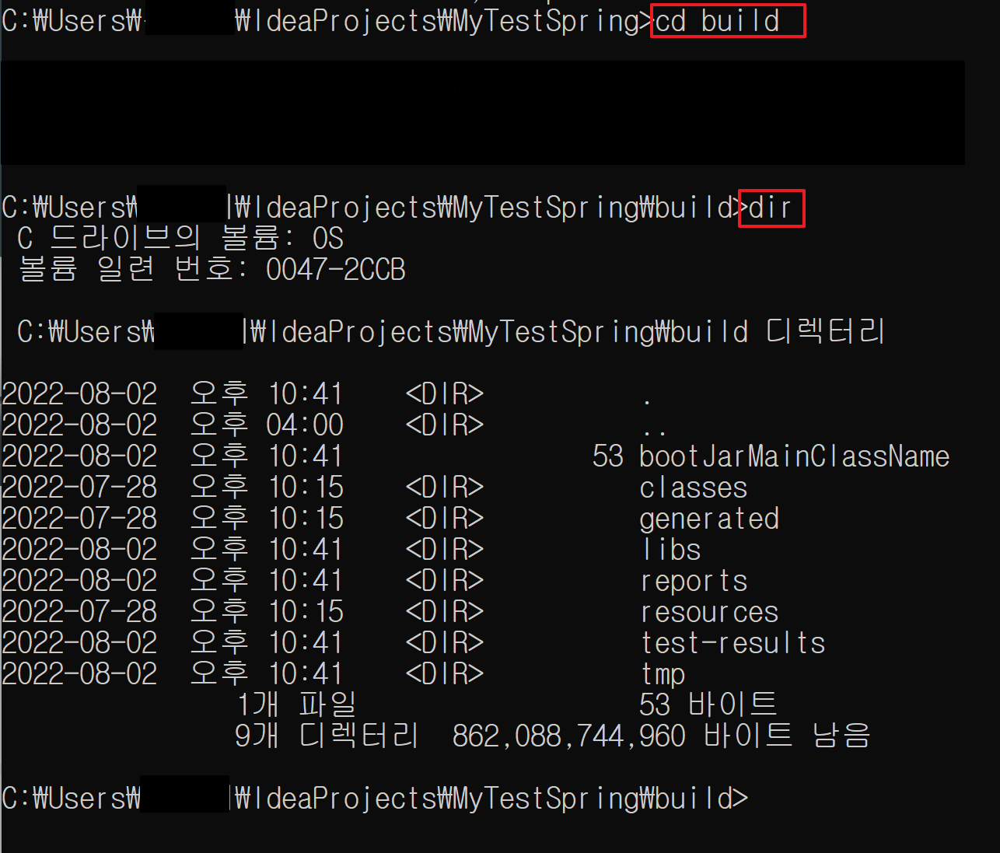 C:₩Users₩ ₩IdeaProjects₩MyTestSpring>cd build
C:₩Users₩ ₩IdeaProjects₩MyTestSpring₩build>dir
C 드라이브의 볼륨: OS
볼륨 일련 번호: 0047-2CCB
C:₩Users₩ ₩IdeaProjects₩MyTestSpring₩build 디렉터리
2022-08-02 오후 10:41 <DIR> .
2022-08-02 오후 04:00 <DIR> ..
2022-08-02 오후 10:41 53 bootJarMainClassName
2022-07-28 오후 10:15 <DIR> classes
2022-07-28 오후 10:15 <DIR> generated
2022-08-02 오후 10:41 <DIR> libs
2022-08-02 오후 10:41 <DIR> reports
2022-07-28 오후 10:15 <DIR> resources
2022-08-02 오후 10:41 <DIR> test-results
2022-08-02 오후 10:41 <DIR> tmp
1개 파일 53 바이트
9개 디렉터리 862,088,744,960 바이트 남음
C:₩Users₩ ₩IdeaProjects₩MyTestSpring₩build>